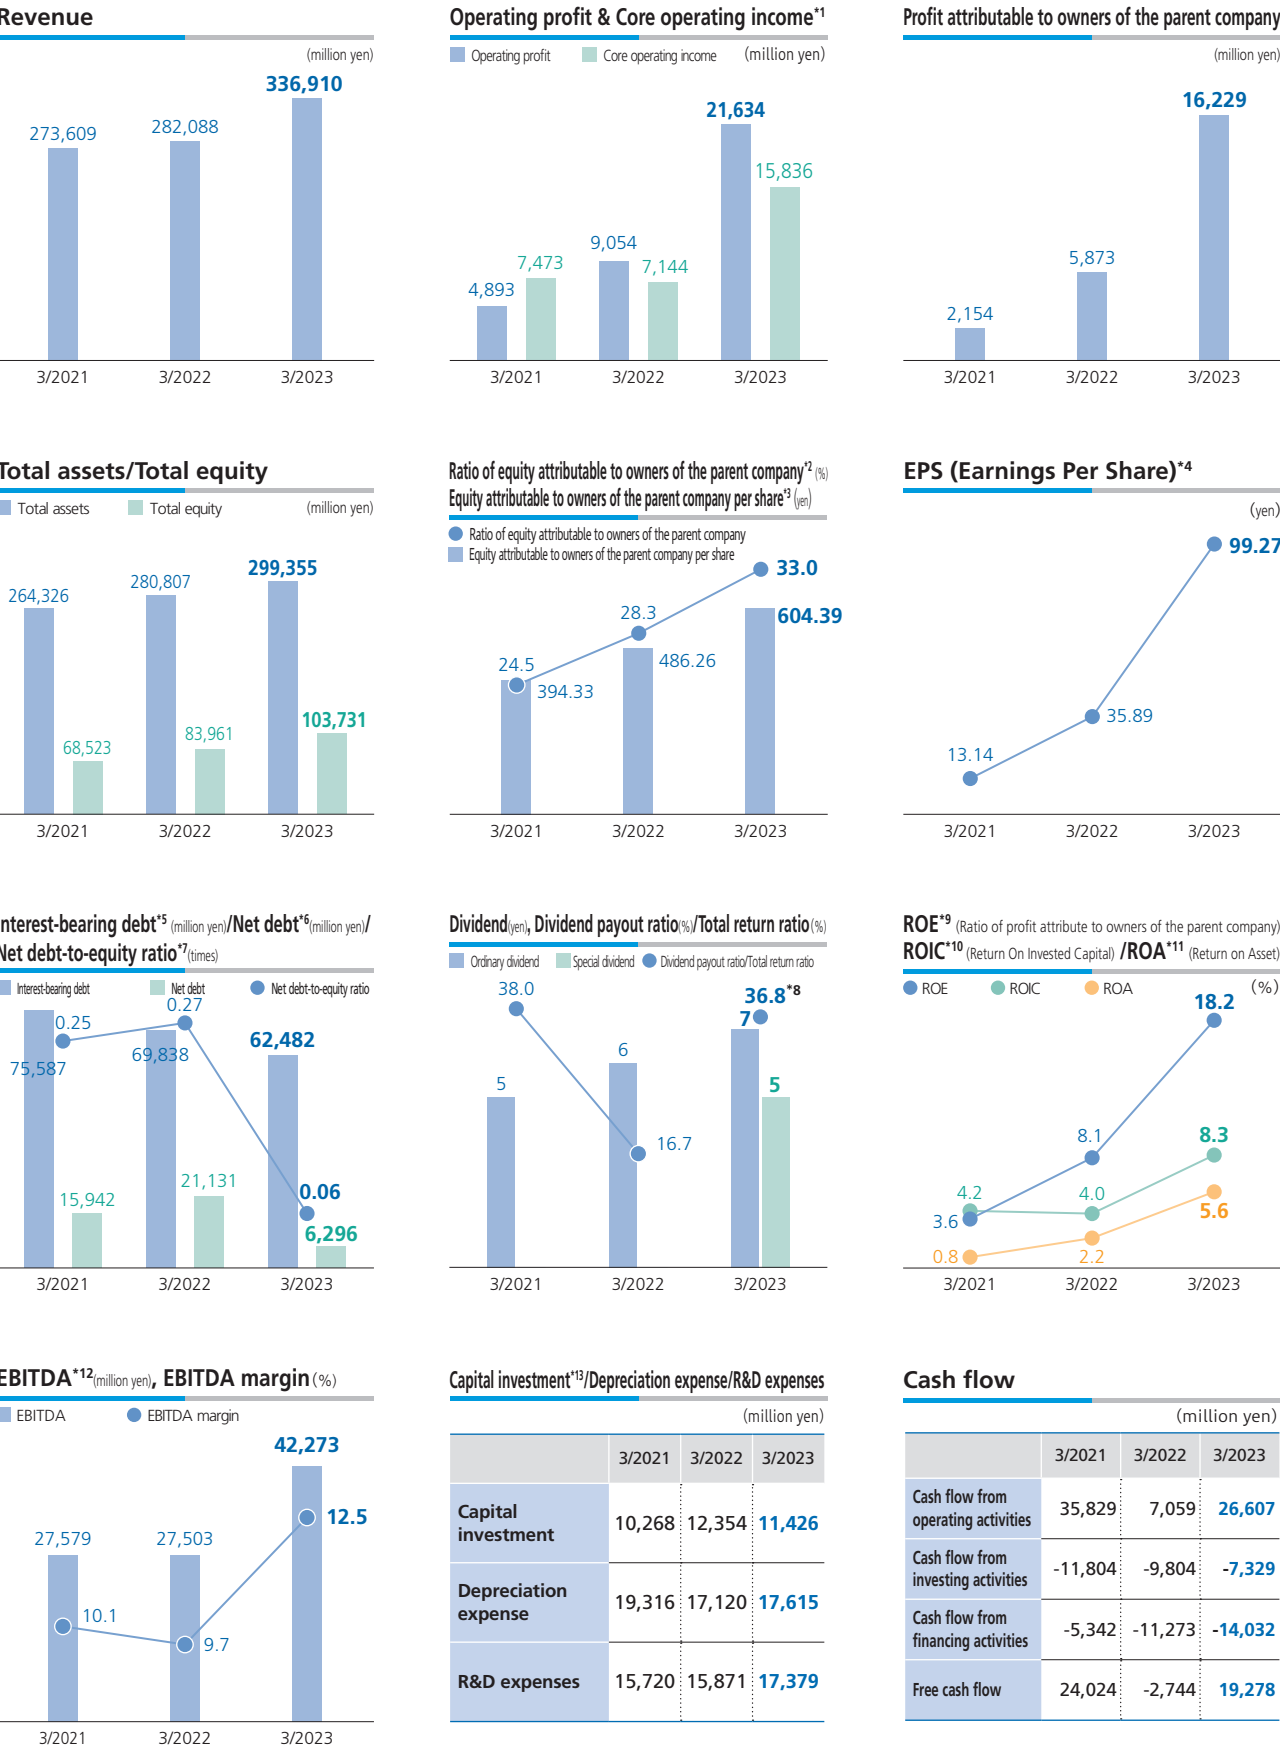 Revenue
(million yen)
336,910
282,088
273,609
3/2021 3/2022 3/2023
Operating profit & Core operating income*1
Operating profit Core operating income (million yen)
21,634
15,836
9,054
7,473 7,144
4,893
3/2021 3/2022 3/2023
Profit attributable to owners of the parent company
(million yen)
16,229
5,873
2,154
3/2021 3/2022 3/2023
Total assets/Total equity
Total assets Total equity (million yen)
299,355
280,807
264,326
103,731
83,961
68,523
3/2021 3/2022 3/2023
Ratio of equity attributable to owners of the parent company*2 (%)
Equity attributable to owners of the parent company per share*3 (yen)
Ratio of equity attributable to owners of the parent company
Equity attributable to owners of the parent company per share
33.0
28.3 604.39
24.5 486.26
394.33
3/2021 3/2022 3/2023
EPS (Earnings Per Share)*4
(yen)
99.27
35.89
13.14
3/2021 3/2022 3/2023
Interest-bearing debt*5 (million yen)/Net debt*6(million yen)/
Net debt-to-equity ratio*7(times)
Interest-bearing debt Net debt Net debt-to-equity ratio
0.27
0.25
62,482
75,587 69,838
0.06
21,131
15,942
6,296
3/2021 3/2022 3/2023
Dividend(yen), Dividend payout ratio(%)/Total return ratio(%)
Ordinary dividend Special dividend Dividend payout ratio/Total return ratio
38.0 36.8*8
7
6
5 5
16.7
3/2021 3/2022 3/2023
ROE*9 (Ratio of profit attribute to owners of the parent company)
ROIC*10 (Return On Invested Capital) /ROA*11 (Return on Asset)
ROE ROIC ROA (%)
18.2
8.1 8.3
4.2 4.0
3.6 5.6
0.8 2.2
3/2021 3/2022 3/2023
EBITDA*12(million yen), EBITDA margin(%)
EBITDA EBITDA margin
42,273
12.5
27,579 27,503
10.1
9.7
3/2021 3/2022 3/2023
Capital investment*13/Depreciation expense/R&D expenses
(million yen)
3/2021 3/2022 3/2023
Capital
investment
10,268 12,354 11,426
Depreciation
expense
19,316 17,120 17,615
R&D expenses 15,720 15,871 17,379
Cash flow
(million yen)
3/2021 3/2022 3/2023
Cash flow from
operating activities
35,829 7,059 26,607
Cash flow from
investing activities
-11,804 -9,804 -7,329
Cash flow from
financing activities
-5,342 -11,273 -14,032
Free cash flow 24,024 -2,744 19,278